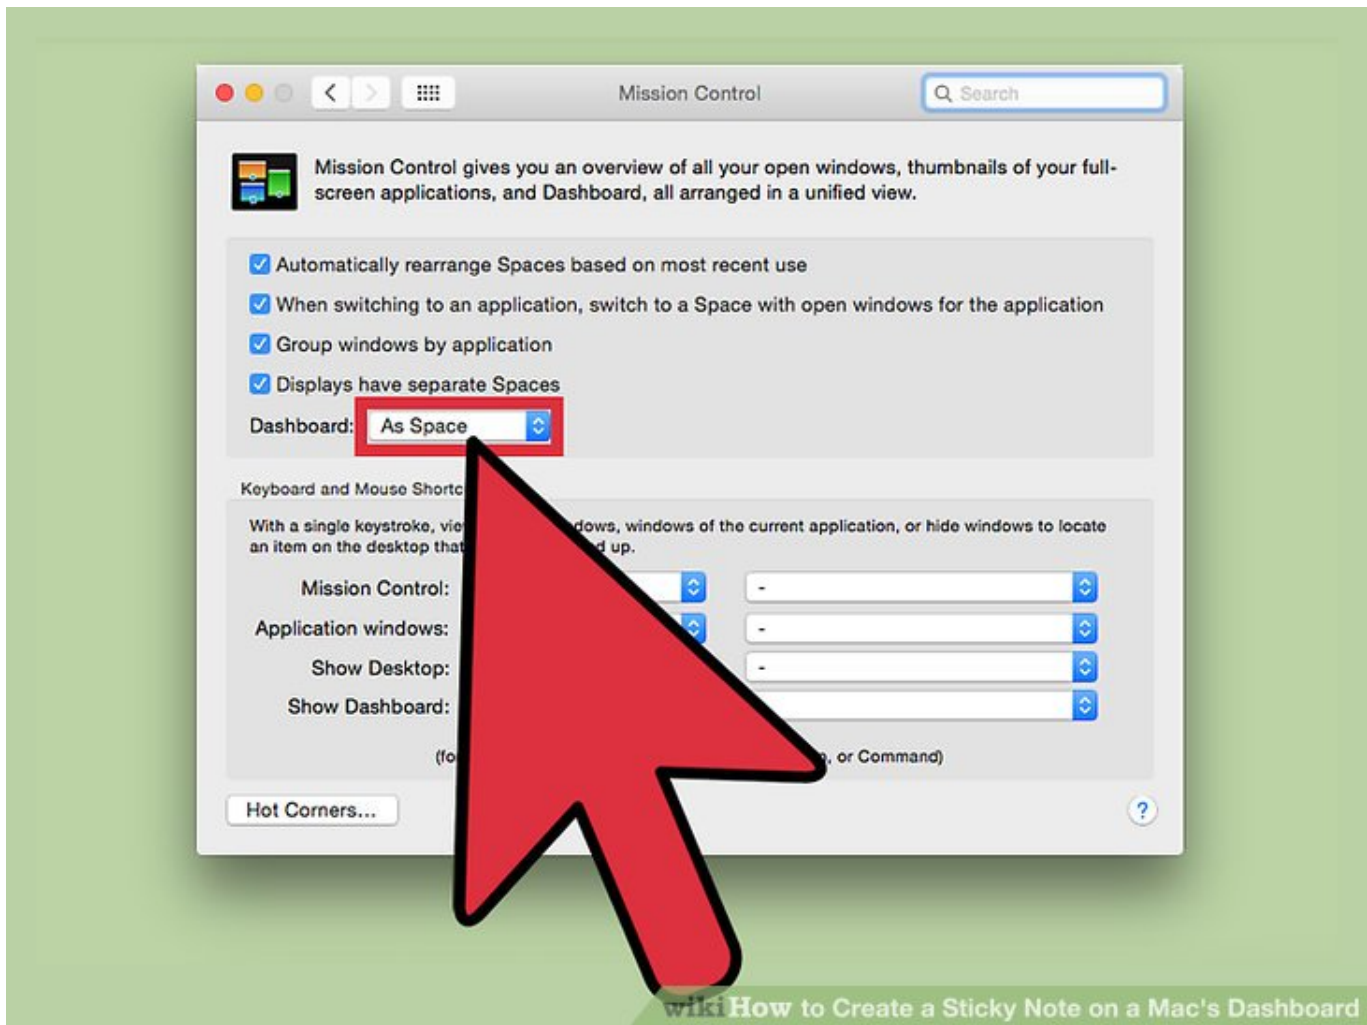 Mission Control
Search
Mission Control gives you an overview of all your open windows, thumbnails of your full-
screen applications, and Dashboard, all arranged in a unified view.
Automatically rearrange Spaces based on most recent use
When switching to an application, switch to a Space with open windows for the application
Group windows by application
Displays have separate Spaces
Dashboard: As Space
Keyboard and Mouse
With a single keystroke, windows of the current application, or hide windows to locate
an item on the desktop that up.
Mission Control: -
Application windows: -
Show Desktop: -
Show Dashboard:
or Command)
Hot Corners... ?
wikiHow to Create a Sticky Note on a Mac's Dashboard